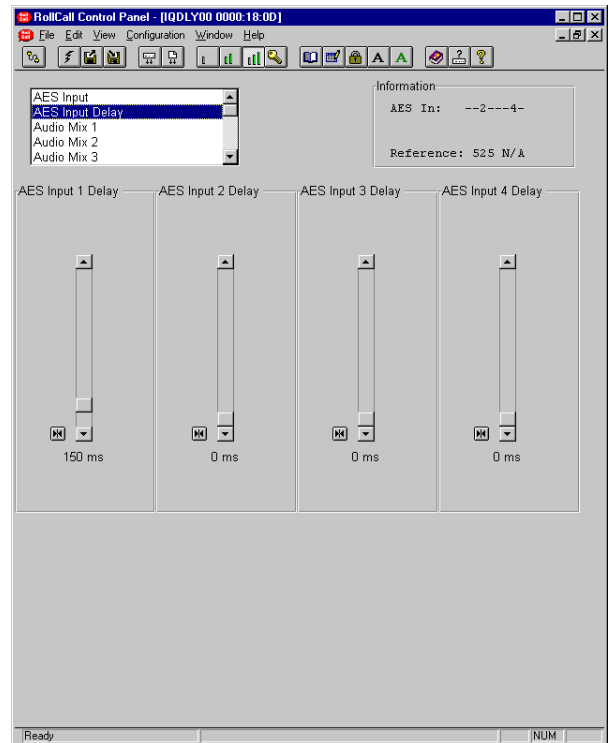 RollCall Control Panel - [IQDLY00 0000:18:0D]
File Edit View Configuration Window Help
AES Input
AES Input Delay
Audio Mix 1
Audio Mix 2
Audio Mix 3
Information
AES In: --2---4-
Reference: 525 N/A
AES Input 1 Delay AES Input 2 Delay AES Input 3 Delay AES Input 4 Delay
150 ms 0 ms 0 ms 0 ms
Ready NUM